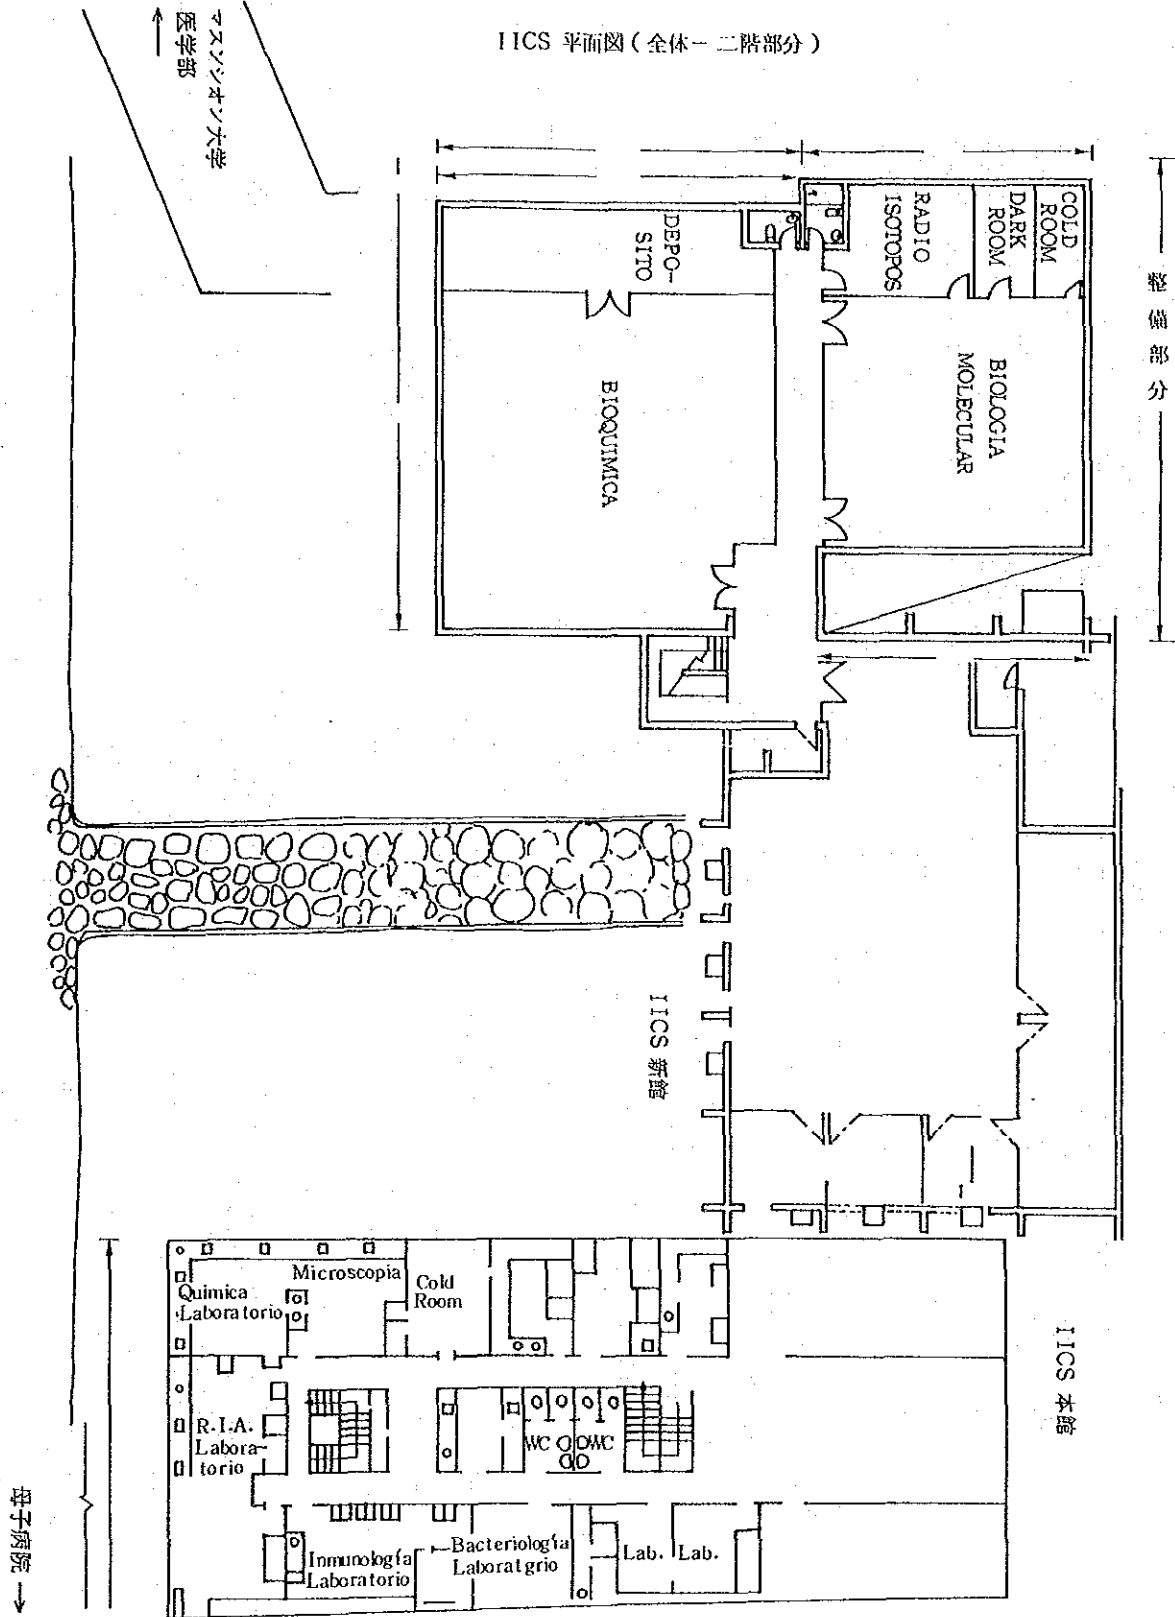 IICS 平面図(全体-二階部分)
マスンシオン大学
医学部
整備部分
COLD
ROOM
DARK
ROOM
RADIO
ISOTOPOS
DEPO-
SITO
BIOLOGIA
MOLECULAR
BIOQUIMICA
IICS 新館
IICS 本館
Microscopia
Quimica
Laboratorio
Cold
Room
R.I.A.
Labora-
torio
WC
WC
Inmunología
Laboratorio
Bacteriología
Laboratgrio
Lab.
Lab.
母子病院